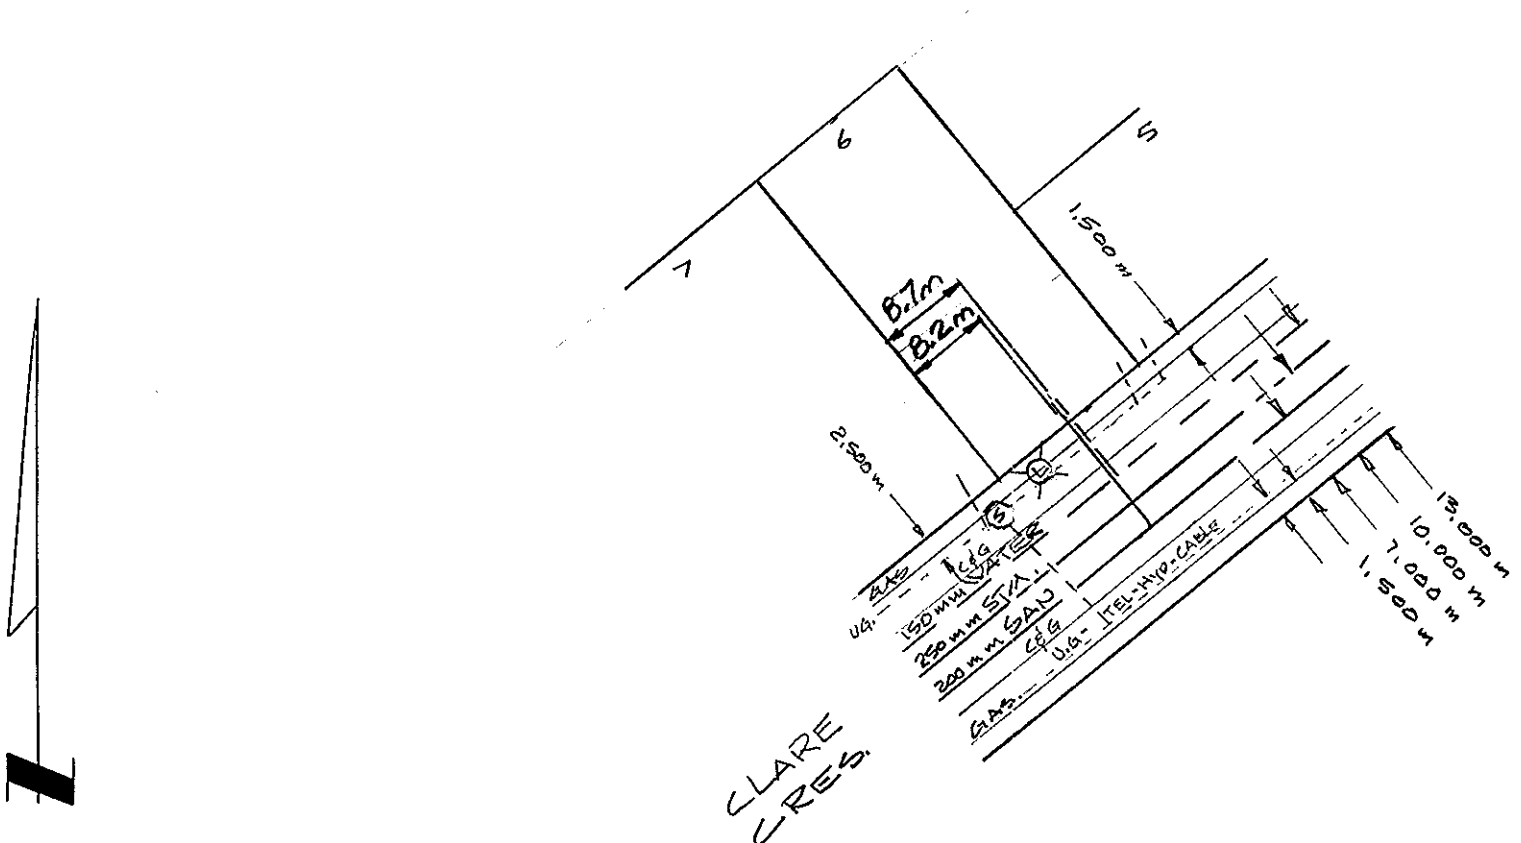 6
5
7
1.500 m
8.7m
8.2m
2.500 m
L
S
GAS
UG.
C&G
150 mm WATER
250 mm STM.
200 mm SAN
C&G
U.G- TEL-HYD-CABLE
GAS.
13.000 m
10.000 m
7.000 m
1.500 m
CLARE
CRES.
N